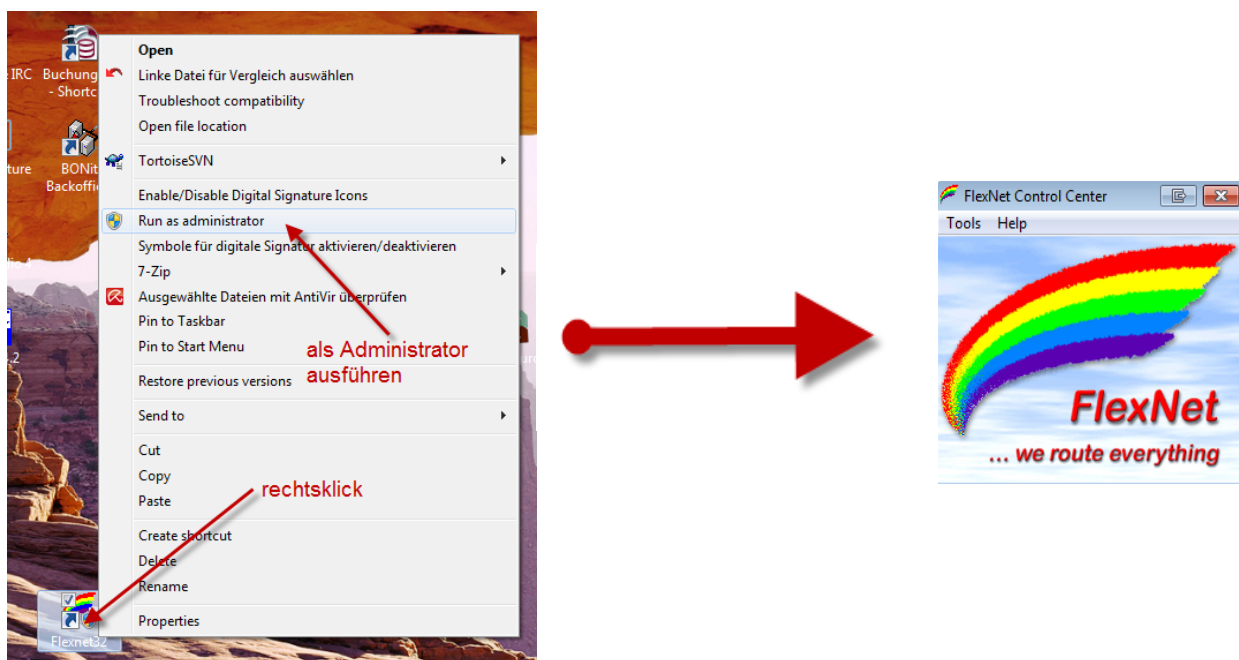 IRC
Buchung
- Shortc
ture
BONit
Backoffi
.2
Open
Linke Datei für Vergleich auswählen
Troubleshoot compatibility
Open file location
TortoiseSVN
Enable/Disable Digital Signature Icons
Run as administrator
Symbole für digitale Signatur aktivieren/deaktivieren
7-Zip
Ausgewählte Dateien mit AntiVir überprüfen
Pin to Taskbar
Pin to Start Menu
als Administrator
ausführen
Restore previous versions
Send to
Cut
Copy
Paste
rechtsklick
Create shortcut
Delete
Rename
Properties
Flexnet32
FlexNet Control Center
Tools Help
FlexNet
... we route everything